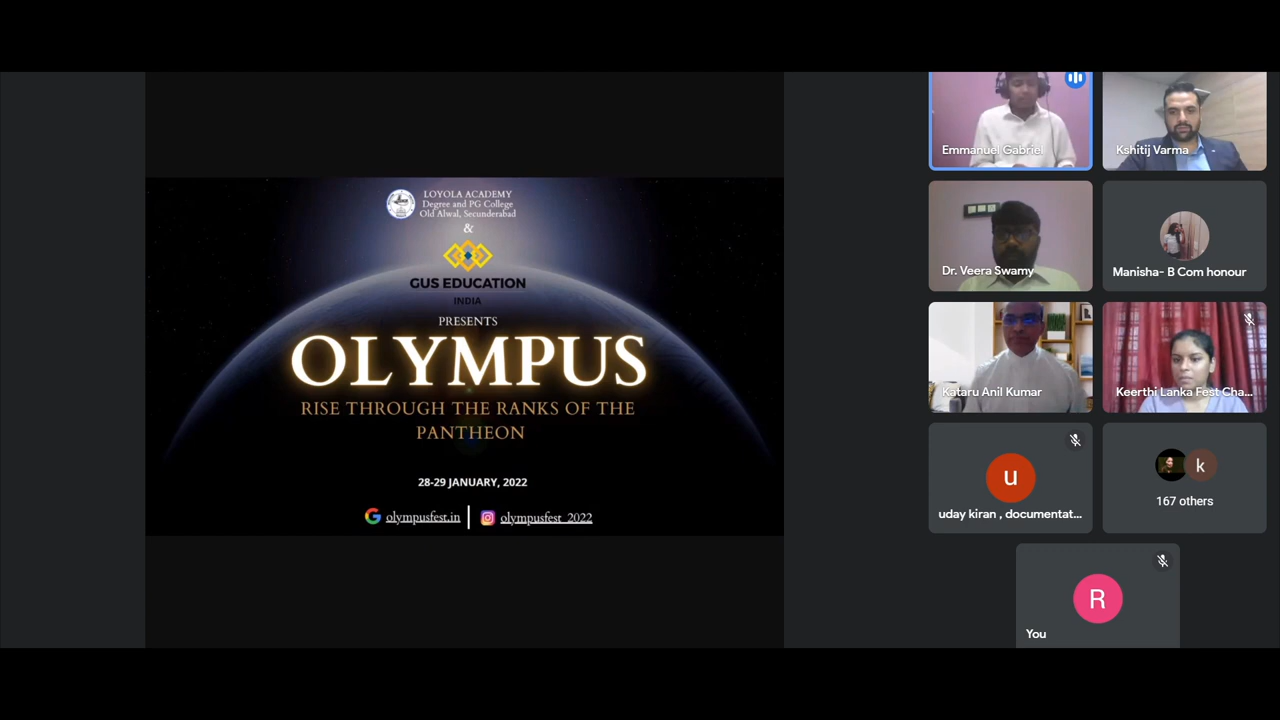 LOYOLA ACADEMY
Degree and PG College
Old Alwal, Secunderabad
&
GUS EDUCATION
INDIA
PRESENTS
OLYMPUS
RISE THROUGH THE RANKS OF THE
PANTHEON
28-29 JANUARY, 2022
olympusfest.in | olympusfest_2022
Emmanuel Gabriel
Kshitij Varma
Dr. Veera Swamy
Manisha- B Com honour
Kataru Anil Kumar
Keerthi Lanka Fest Cha...
u
uday kiran , documentat...
k
167 others
R
You